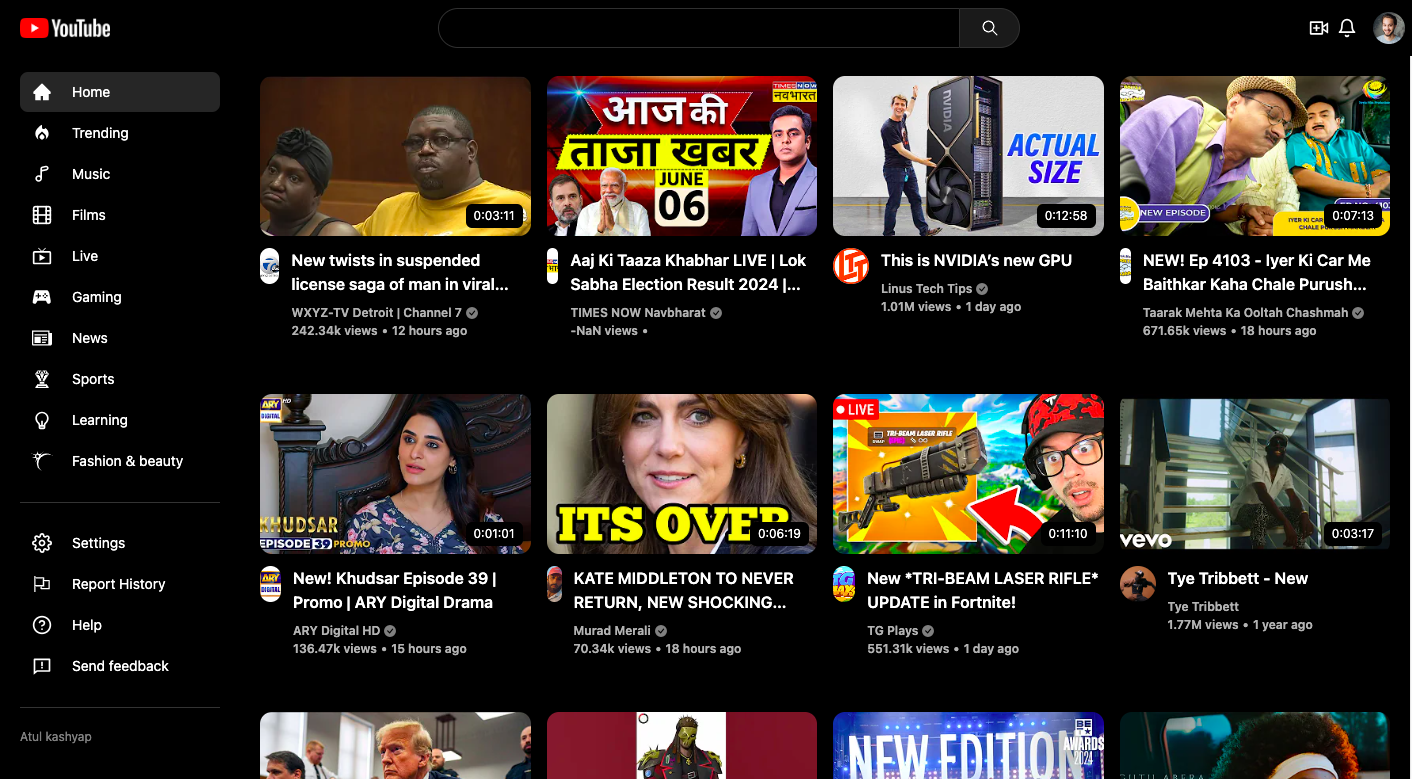 YouTube
Home
Trending
Music
Films
Live
Gaming
News
Sports
Learning
Fashion & beauty
Settings
Report History
Help
Send feedback
Atul kashyap
0:03:11
New twists in suspended
license saga of man in viral...
WXYZ-TV Detroit | Channel 7
242.34k views • 12 hours ago
TIMES NOW
नवभारत
आज की
ताजा खबर
JUNE
06
Aaj Ki Taaza Khabhar LIVE | Lok
Sabha Election Result 2024 |...
TIMES NOW Navbharat
-NaN views •
NVIDIA
ACTUAL
SIZE
0:12:58
This is NVIDIA’s new GPU
Linus Tech Tips
1.01M views • 1 day ago
NEW EPISODE
0:07:13
NEW! Ep 4103 - Iyer Ki Car Me
Baithkar Kaha Chale Purush...
Taarak Mehta Ka Ooltah Chashmah
671.65k views • 18 hours ago
ARY
DIGITAL
HD
KHUDSAR
EPISODE 39 PROMO
0:01:01
New! Khudsar Episode 39 |
Promo | ARY Digital Drama
ARY Digital HD
136.47k views • 15 hours ago
ITS OVER
0:06:19
KATE MIDDLETON TO NEVER
RETURN, NEW SHOCKING...
Murad Merali
70.34k views • 18 hours ago
LIVE
TRI-BEAM LASER RIFLE
0:11:10
New *TRI-BEAM LASER RIFLE*
UPDATE in Fortnite!
TG Plays
551.31k views • 1 day ago
vevo
0:03:17
Tye Tribbett - New
Tye Tribbett
1.77M views • 1 year ago
NEW EDITION
AWARDS
2024